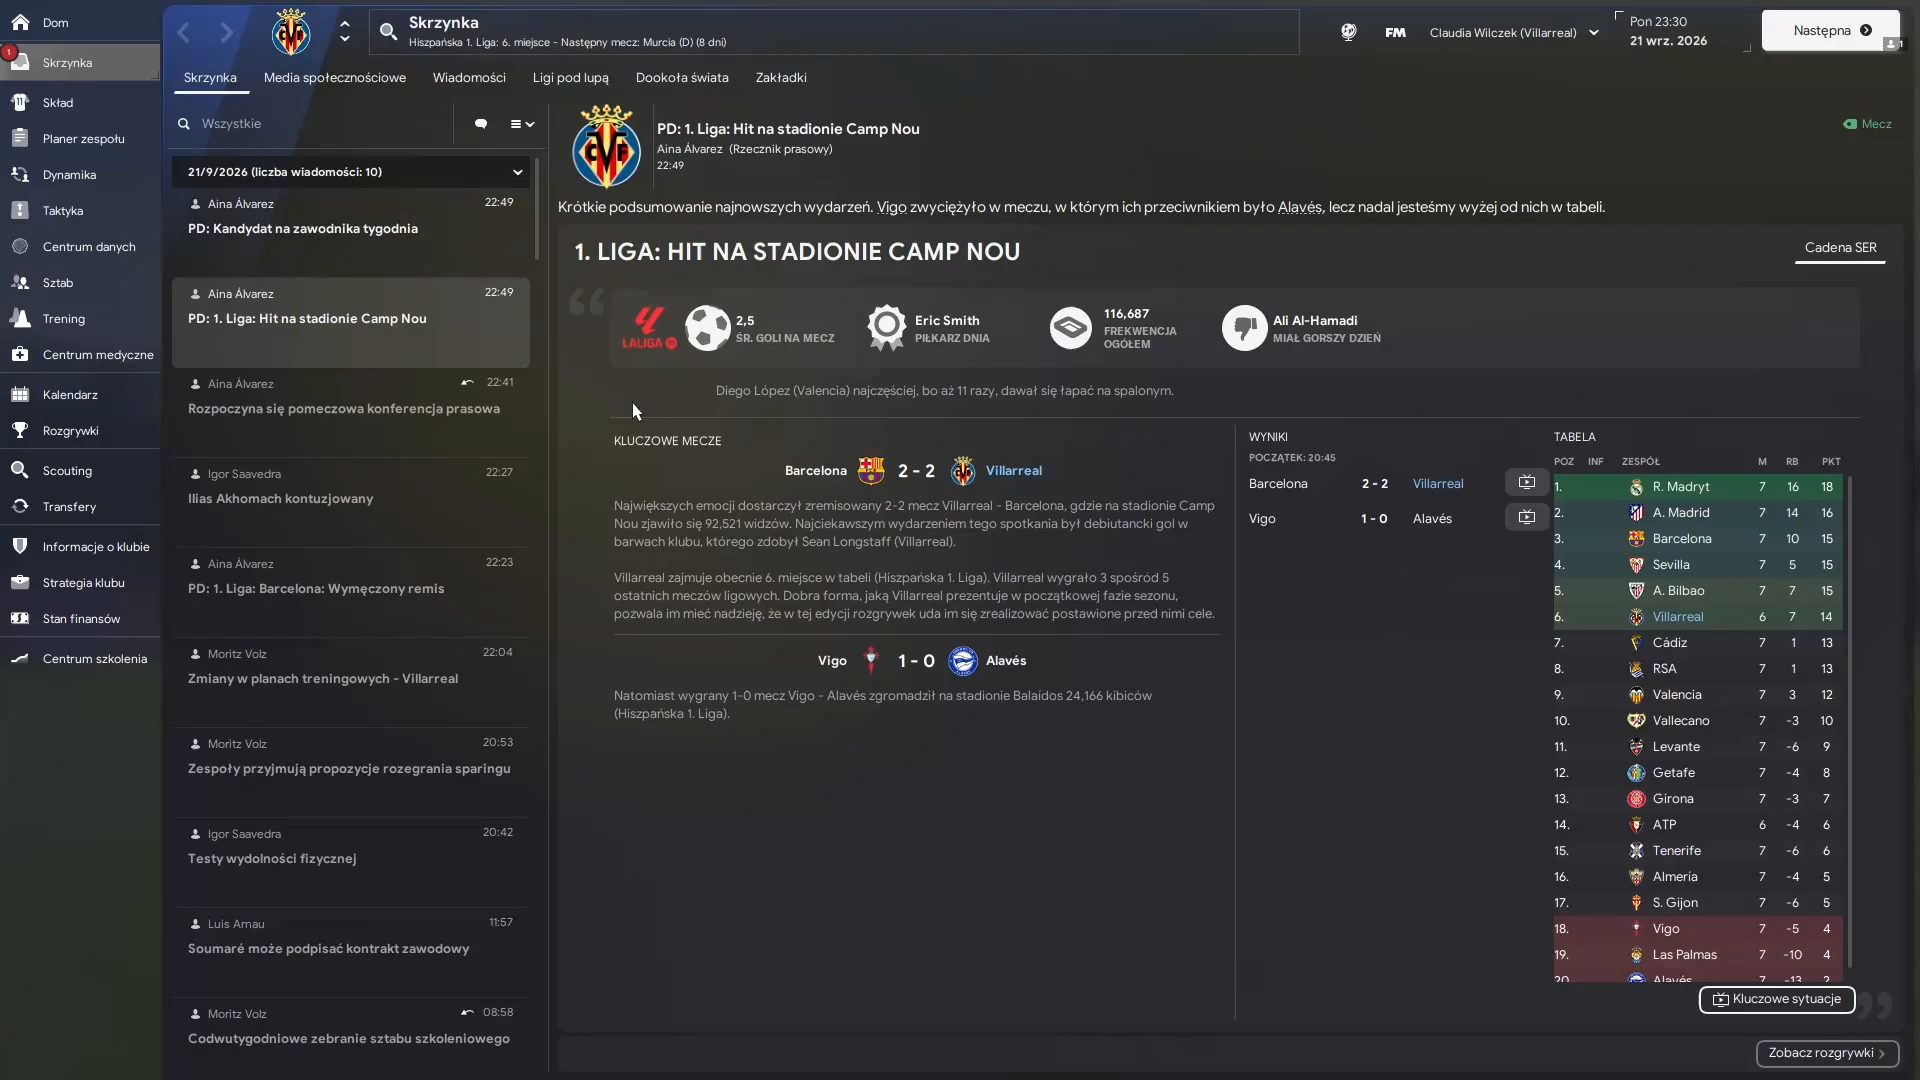 Dom
1
Skrzynka
Skład
Planer zespołu
Dynamika
Taktyka
Centrum danych
Sztab
Trening
Centrum medyczne
Kalendarz
Rozgrywki
Scouting
Transfery
Informacje o klubie
Strategia klubu
Stan finansów
Centrum szkolenia
Skrzynka
Hiszpańska 1. Liga: 6. miejsce - Następny mecz: Murcia (D) (8 dni)
FM
Claudia Wilczek (Villarreal)
Pon 23:30
21 wrz. 2026
Następna
1
Skrzynka Media społecznościowe Wiadomości Ligi pod lupą Dookoła świata Zakładki
Wszystkie
21/9/2026 (liczba wiadomości: 10)
Aina Álvarez 22:49
PD: Kandydat na zawodnika tygodnia
Aina Álvarez 22:49
PD: 1. Liga: Hit na stadionie Camp Nou
Aina Álvarez 22:41
Rozpoczyna się pomeczowa konferencja prasowa
Igor Saavedra 22:27
Ilias Akhomach kontuzjowany
Aina Álvarez 22:23
PD: 1. Liga: Barcelona: Wymęczony remis
Moritz Volz 22:04
Zmiany w planach treningowych - Villarreal
Moritz Volz 20:53
Zespoły przyjmują propozycje rozegrania sparingu
Igor Saavedra 20:42
Testy wydolności fizycznej
Luis Arnau 11:57
Soumaré może podpisać kontrakt zawodowy
Moritz Volz 08:58
Codwutygodniowe zebranie sztabu szkoleniowego
PD: 1. Liga: Hit na stadionie Camp Nou
Aina Álvarez (Rzecznik prasowy)
22:49
Mecz
Krótkie podsumowanie najnowszych wydarzeń. Vigo zwyciężyło w meczu, w którym ich przeciwnikiem było Alavés, lecz nadal jesteśmy wyżej od nich w tabeli.
1. LIGA: HIT NA STADIONIE CAMP NOU
Cadena SER
LALIGA
2,5
ŚR. GOLI NA MECZ
Eric Smith
PIŁKARZ DNIA
116,687
FREKWENCJA
OGÓŁEM
Ali Al-Hamadi
MIAŁ GORSZY DZIEŃ
Diego López (Valencia) najczęściej, bo aż 11 razy, dawał się łapać na spalonym.
KLUCZOWE MECZE
Barcelona 2 - 2 Villarreal
Największych emocji dostarczył zremisowany 2-2 mecz Villarreal - Barcelona, gdzie na stadionie Camp
Nou zjawiło się 92,521 widzów. Najciekawszym wydarzeniem tego spotkania był debiutancki gol w
barwach klubu, którego zdobył Sean Longstaff (Villarreal).
Villarreal zajmuje obecnie 6. miejsce w tabeli (Hiszpańska 1. Liga). Villarreal wygrało 3 spośród 5
ostatnich meczów ligowych. Dobra forma, jaką Villarreal prezentuje w początkowej fazie sezonu,
pozwala im mieć nadzieję, że w tej edycji rozgrywek uda im się zrealizować postawione przed nimi cele.
Vigo 1 - 0 Alavés
Natomiast wygrany 1-0 mecz Vigo - Alavés zgromadził na stadionie Balaídos 24,166 kibiców
(Hiszpańska 1. Liga).
WYNIKI
POCZĄTEK: 20:45
Barcelona 2 - 2 Villarreal
Vigo 1 - 0 Alavés
TABELA
POZ INF ZESPÓŁ M RB PKT
1. R. Madryt 7 16 18
2. A. Madrid 7 14 16
3. Barcelona 7 10 15
4. Sevilla 7 5 15
5. A. Bilbao 7 7 15
6. Villarreal 6 7 14
7. Cádiz 7 1 13
8. RSA 7 1 13
9. Valencia 7 3 12
10. Vallecano 7 -3 10
11. Levante 7 -6 9
12. Getafe 7 -4 8
13. Girona 7 -3 7
14. ATP 6 -4 6
15. Tenerife 7 -6 6
16. Almería 7 -4 5
17. S. Gijon 7 -6 5
18. Vigo 7 -5 4
19. Las Palmas 7 -10 4
20. Alavés 7 -13 2
Kluczowe sytuacje
Zobacz rozgrywki